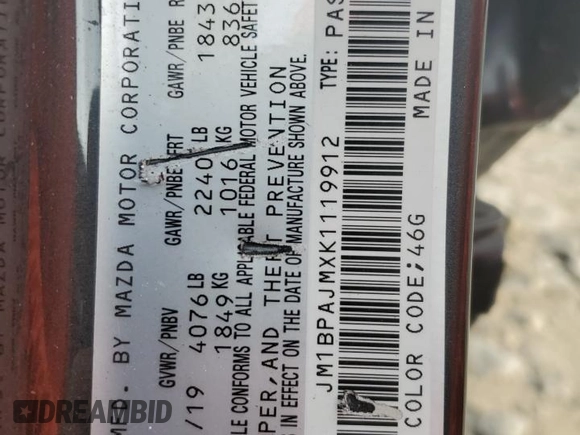 MFD. BY MAZDA MOTOR CORPORATI
GVWR/PNBV GAWR/PNBE FRT GAWR/PNBE R
/19 4076LB 2240LB 1843
1849KG 1016KG 836
LE CONFORMS TO ALL APPLICABLE FEDERAL MOTOR VEHICLE SAFET
PER, AND THEFT PREVENTION
S IN EFFECT ON THE DATE OF MANUFACTURE SHOWN ABOVE.
JM1BPAJMXK1119912 TYPE: PAS
COLOR CODE;46G MADE IN
DREAMBID